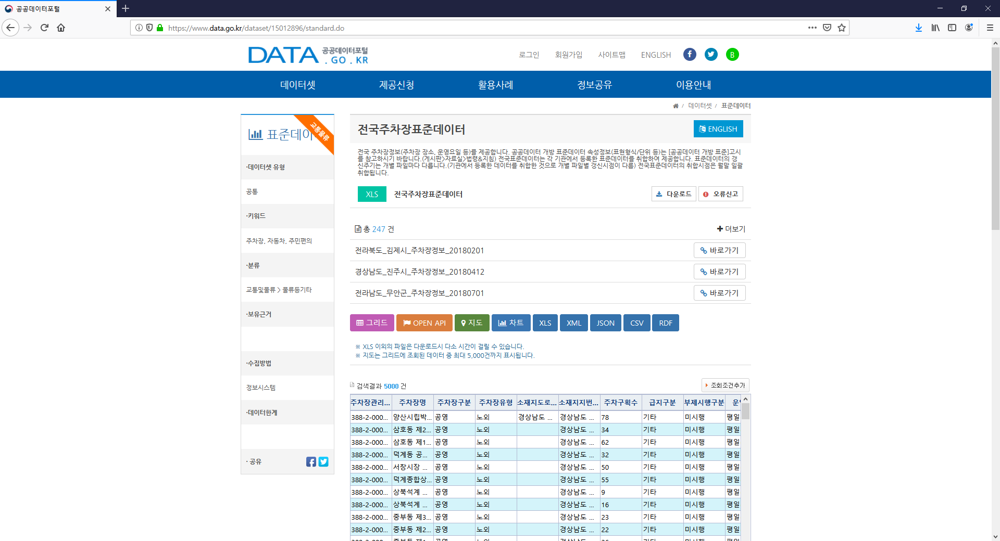 공공데이터포털
https://www.data.go.kr/dataset/15012896/standard.do
DATA 공공데이터포털
. GO . KR
로그인 회원가입 사이트맵 ENGLISH
데이터셋 제공신청 활용사례 정보공유 이용안내
/ 데이터셋 / 표준데이터
표준데이
교통물류
·데이터셋 유형
공통
·키워드
주차장, 자동차, 주민편의
·분류
교통및물류 > 물류등기타
·보유근거
·수집방법
정보시스템
·데이터한계
· 공유
전국주차장표준데이터
ENGLISH
전국 주차장정보(주차장 장소, 운영요일 등)를 제공합니다. 공공데이터 개방 표준데이터 속성정보(표현형식/단위 등)는 [공공데이터 개방 표준]고시
를 참고하시기 바랍니다.(게시판>자료실>법령&지침) 전국표준데이터는 각 기관에서 등록한 표준데이터를 취합하여 제공합니다. 표준데이터의 갱
신주기는 개별 파일마다 다릅니다.(기관에서 등록한 데이터를 취합한 것으로 개별 파일별 갱신시점이 다름) 전국표준데이터의 취합시점은 월말 일괄
취합됩니다.
XLS 전국주차장표준데이터 다운로드 오류신고
총 247 건 더보기
전라북도_김제시_주차장정보_20180201 바로가기
경상남도_진주시_주차장정보_20180412 바로가기
전라남도_무안군_주차장정보_20180701 바로가기
그리드 OPEN API 지도 차트 XLS XML JSON CSV RDF
※ XLS 이외의 파일은 다운로드시 다소 시간이 걸릴 수 있습니다.
※ 지도는 그리드에 조회된 데이터 중 최대 5,000건까지 표시됩니다.
검색결과 5000 건 조회조건추가
주차장관리... 주차장명 주차장구분 주차장유형 소재지도로... 소재지지번... 주차구획수 급지구분 부제시행구분
388-2-000... 양산시립박... 공영 노외 경상남도 ... 경상남도 ... 78 기타 미시행 평일
388-2-000... 삼호동 제2... 공영 노외 경상남도 ... 34 기타 미시행 평일
388-2-000... 삼호동 제1... 공영 노외 경상남도 ... 62 기타 미시행 평일
388-2-000... 덕계동 공... 공영 노외 경상남도 ... 32 기타 미시행 평일
388-2-000... 서창시장 ... 공영 노외 경상남도 ... 50 기타 미시행 평일
388-2-000... 덕계종합상... 공영 노외 경상남도 ... 55 기타 미시행 평일
388-2-000... 상북석계 ... 공영 노외 경상남도 ... 9 기타 미시행 평일
388-2-000... 상북석계 ... 공영 노외 경상남도 ... 16 기타 미시행 평일
388-2-000... 중부동 제3... 공영 노외 경상남도 ... 23 기타 미시행 평일
388-2-000... 중부동 제2... 공영 노외 경상남도 ... 22 기타 미시행 평일